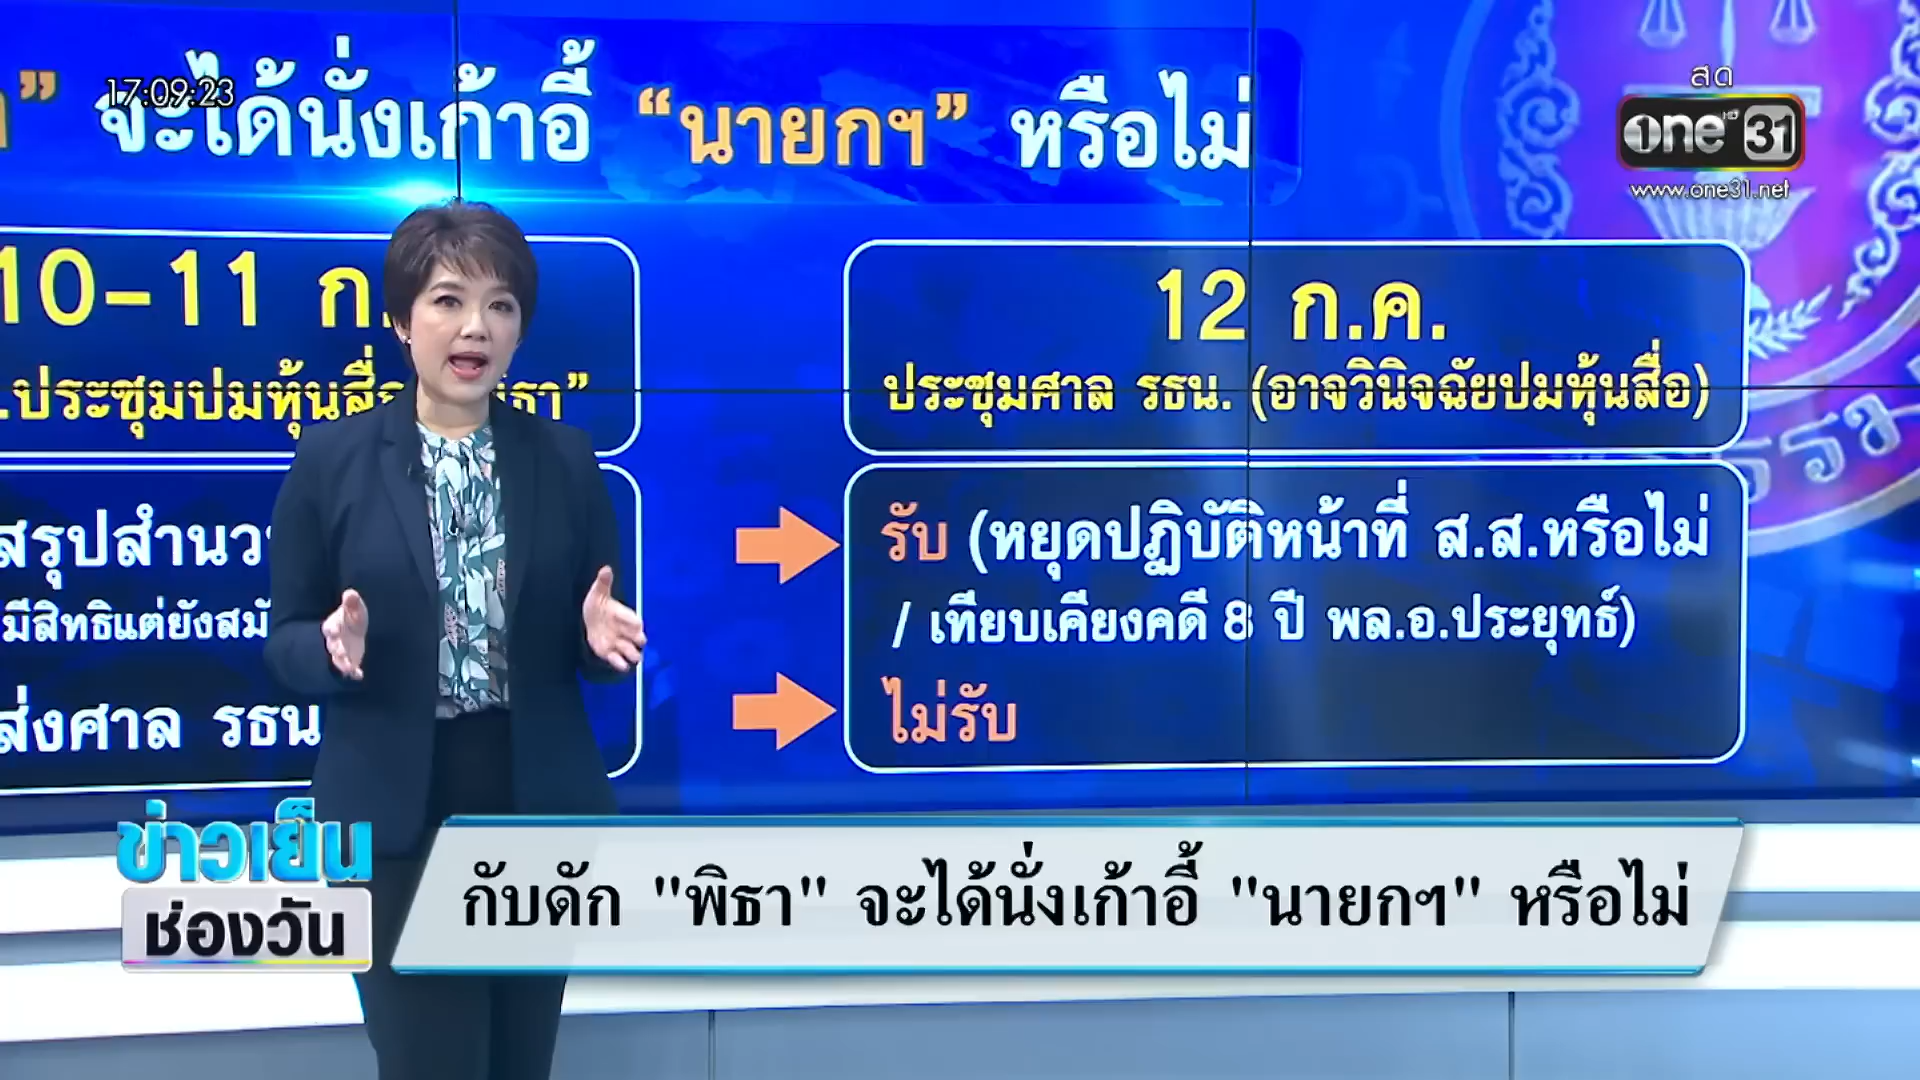 17:09:23
” จะได้นั่งเก้าอี้ “นายกฯ” หรือไม่
สด
one HD 31
www.one31.net
10-11 ก.
.ประชุมปมหุ้นสื่อ
12 ก.ค.
ประชุมศาล รธน. (อาจวินิจฉัยปมหุ้นสื่อ)
สรุปสำนว
มีสิทธิแต่ยังสมั
ส่งศาล รธน
รับ (หยุดปฏิบัติหน้าที่ ส.ส.หรือไม่
/ เทียบเคียงคดี 8 ปี พล.อ.ประยุทธ์)
ไม่รับ
ข่าวเย็น
ช่องวัน
กับดัก "พิธา" จะได้นั่งเก้าอี้ "นายกฯ" หรือไม่